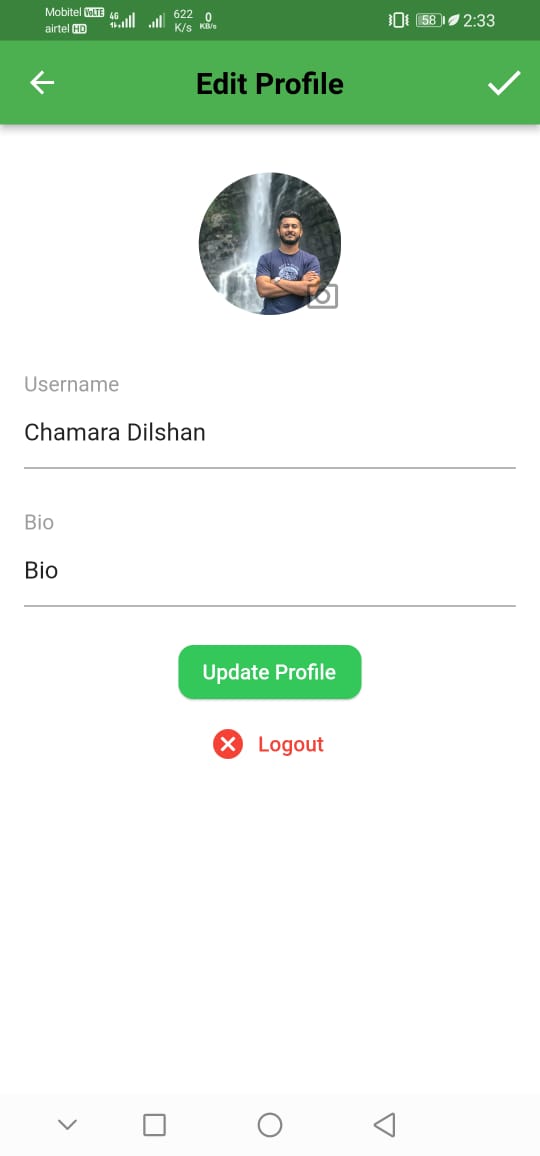 Mobitel VoLTE 4G 622 0
airtel HD K/s KB/s 58 2:33
Edit Profile
Username
Chamara Dilshan
Bio
Bio
Update Profile
Logout